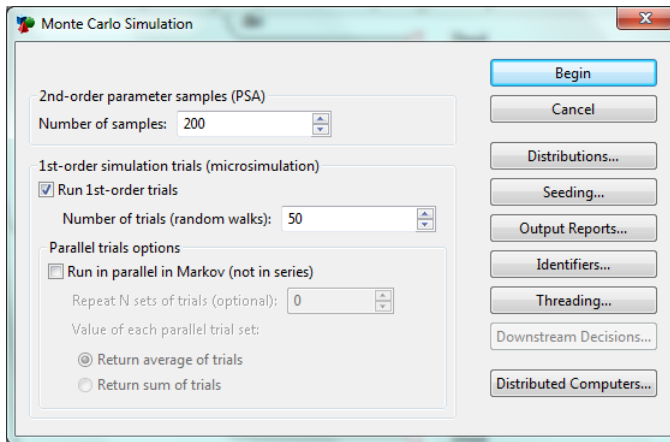 Monte Carlo Simulation
2nd-order parameter samples (PSA)
Number of samples: 200
1st-order simulation trials (microsimulation)
Run 1st-order trials
Number of trials (random walks): 50
Parallel trials options
Run in parallel in Markov (not in series)
Repeat N sets of trials (optional): 0
Value of each parallel trial set:
Return average of trials
Return sum of trials
Begin
Cancel
Distributions...
Seeding...
Output Reports...
Identifiers...
Threading...
Downstream Decisions...
Distributed Computers...